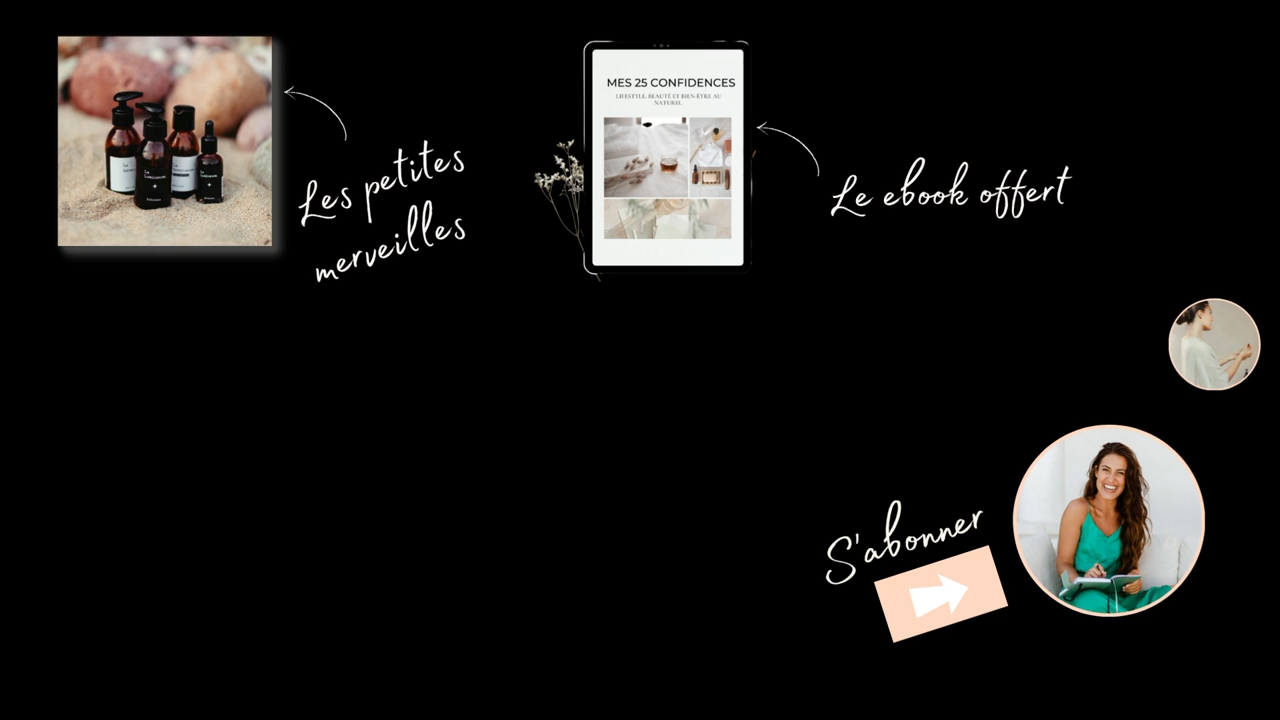 Les petites
merveilles
MES 25 CONFIDENCES
LIFESTYLE, BEAUTÉ ET BIEN-ÊTRE AU
NATUREL
Le ebook offert
S'abonner